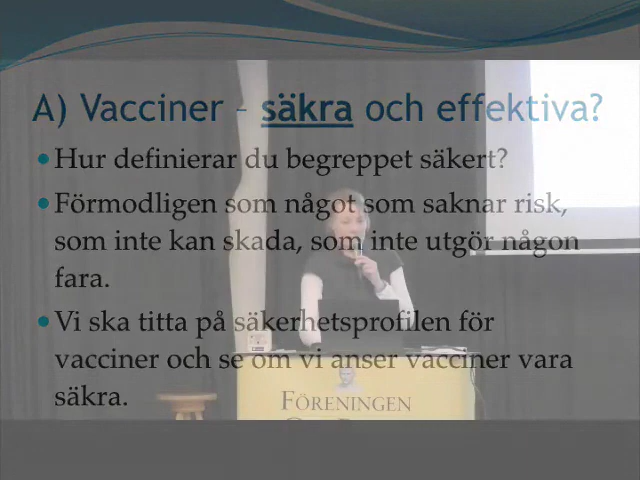 A) Vacciner – säkra och effektiva?
Hur definierar du begreppet säkert?
Förmodligen som något som saknar risk,
som inte kan skada, som inte utgör någon
fara.
Vi ska titta på säkerhetsprofilen för
vacciner och se om vi anser vacciner vara
säkra.
FÖRENINGEN